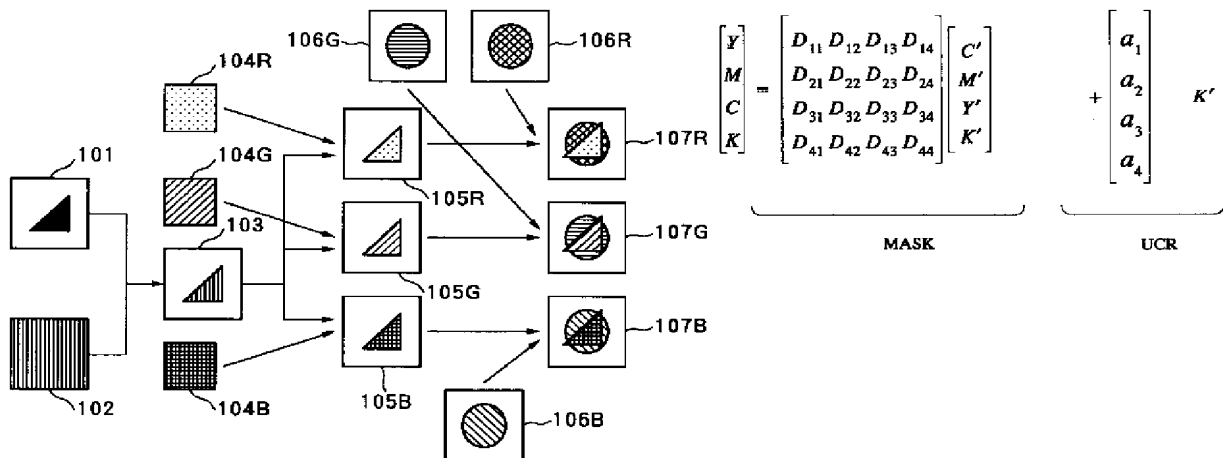 106G
106R
104R
107R
101
104G
105R
103
107G
105G
107B
102
104B
105B
106B
Y
M
C
K
=
D11 D12 D13 D14
D21 D22 D23 D24
D31 D32 D33 D34
D41 D42 D43 D44
C'
M'
Y'
K'
+
a1
a2
a3
a4
K'
MASK
UCR